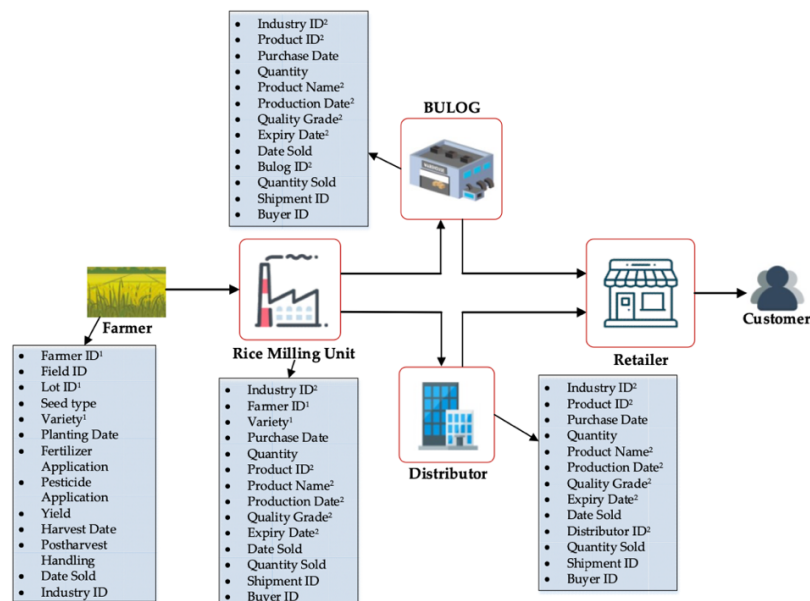 • Industry ID²
• Product ID²
• Purchase Date
• Quantity
• Product Name²
• Production Date²
• Quality Grade²
• Expiry Date²
• Date Sold
• Bulog ID²
• Quantity Sold
• Shipment ID
• Buyer ID
BULOG
Farmer
Rice Milling Unit
Retailer
Customer
Distributor
• Farmer ID¹
• Field ID
• Lot ID¹
• Seed type
• Variety¹
• Planting Date
• Fertilizer
Application
• Pesticide
Application
• Yield
• Harvest Date
• Postharvest
Handling
• Date Sold
• Industry ID
• Industry ID²
• Farmer ID¹
• Variety¹
• Purchase Date
• Quantity
• Product ID²
• Product Name²
• Production Date²
• Quality Grade²
• Expiry Date²
• Date Sold
• Quantity Sold
• Shipment ID
• Buyer ID
• Industry ID²
• Product ID²
• Purchase Date
• Quantity
• Product Name²
• Production Date²
• Quality Grade²
• Expiry Date²
• Date Sold
• Distributor ID²
• Quantity Sold
• Shipment ID
• Buyer ID